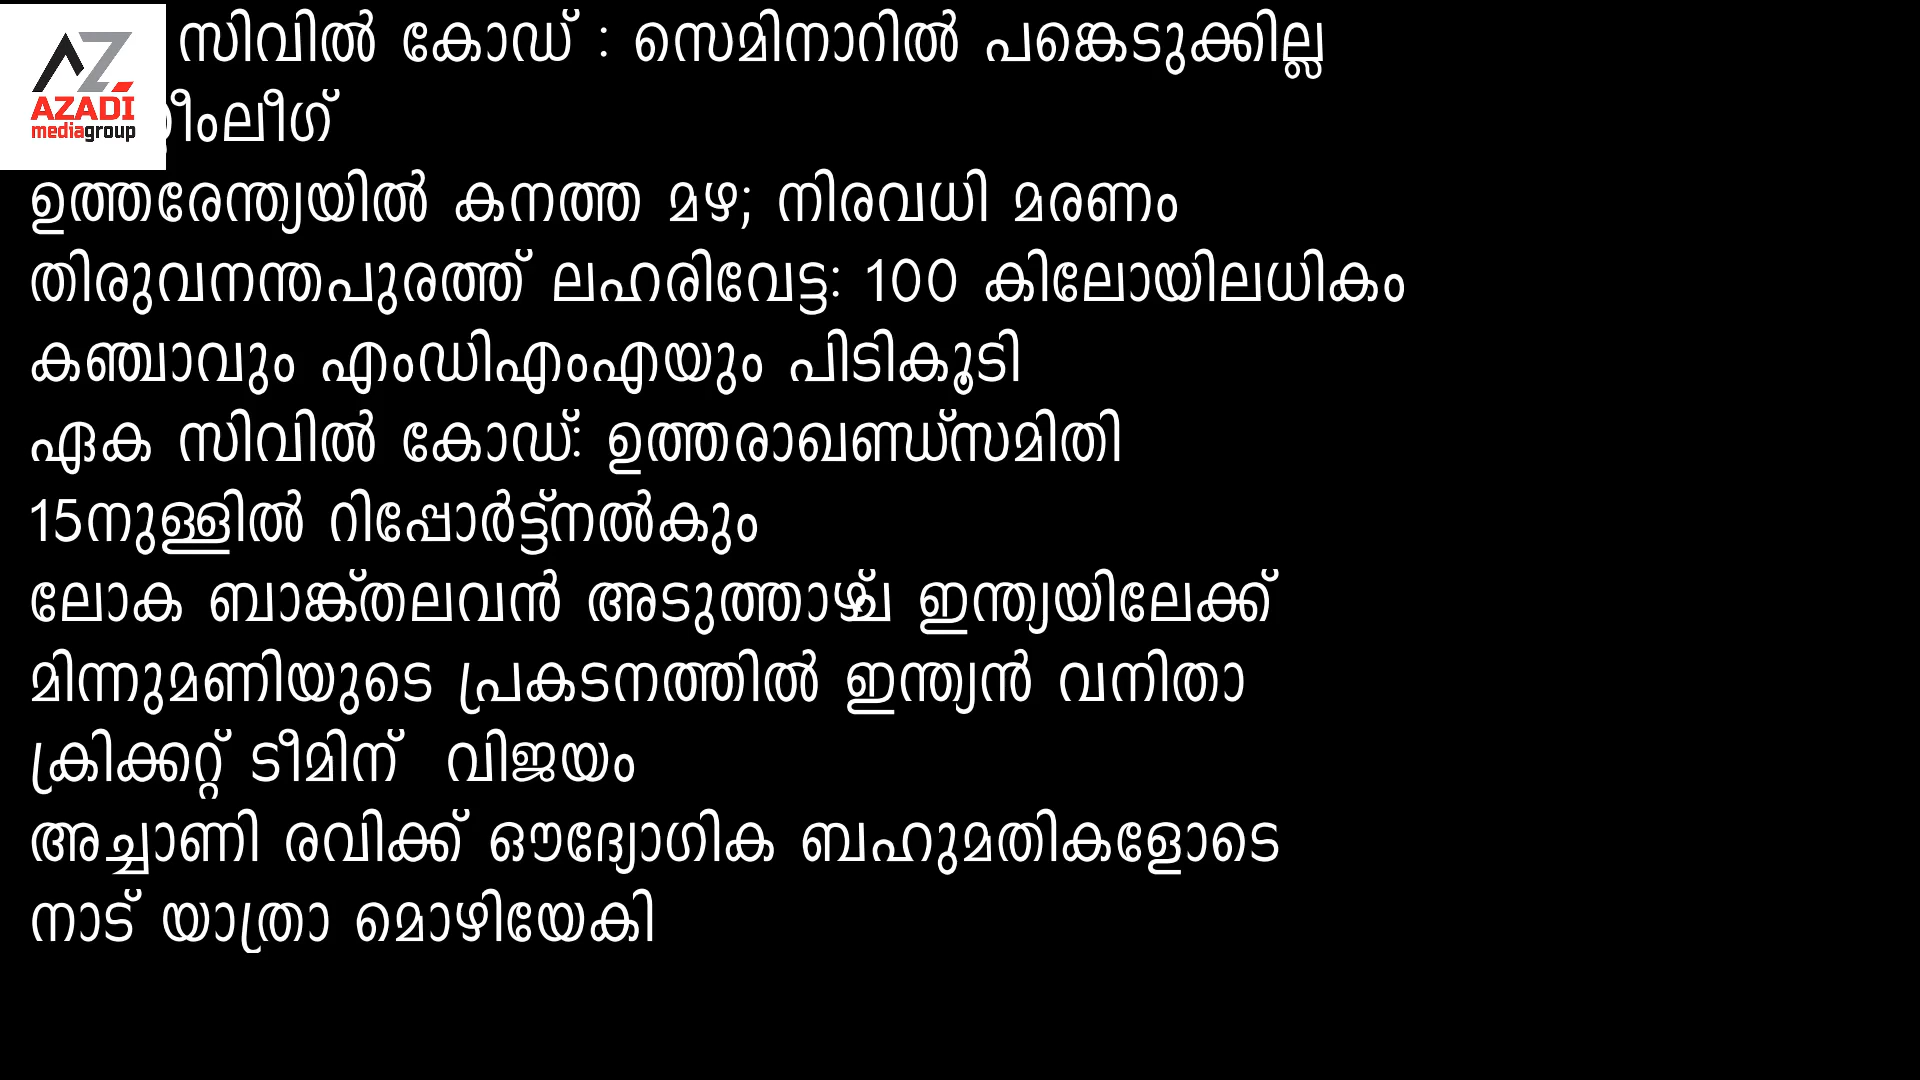 AZ
AZADI
mediagroup
സിവിൽ കോഡ് : സെമിനാറിൽ പങ്കെടുക്കില്ല
ഉത്തരേന്ത്യയിൽ കനത്ത മഴ; നിരവധി മരണം
തിരുവനന്തപുരത്ത് ലഹരിവേട്ട: 100 കിലോയിലധികം
കഞ്ചാവും എംഡിഎംഎയും പിടികൂടി
ഏക സിവിൽ കോഡ്: ഉത്തരാഖണ്ഡ്സമിതി
15നുള്ളിൽ റിപ്പോർട്ട്നൽകും
ലോക ബാങ്ക്തലവൻ അടുത്താഴ്ച ഇന്ത്യയിലേക്ക്
മിന്നുമണിയുടെ പ്രകടനത്തിൽ ഇന്ത്യൻ വനിതാ
ക്രിക്കറ്റ് ടീമിന് വിജയം
അച്ചാണി രവിക്ക് ഔദ്യോഗിക ബഹുമതികളോടെ
നാട് യാത്രാ മൊഴിയേകി